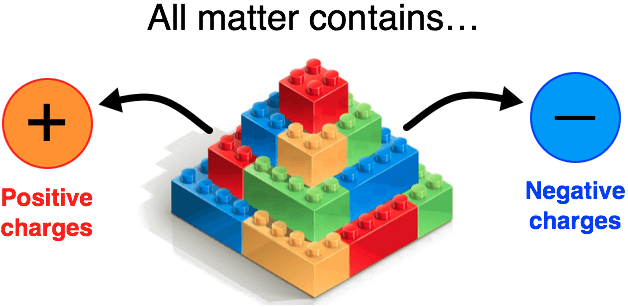 All matter contains…
+
−
Positive
charges
Negative
charges